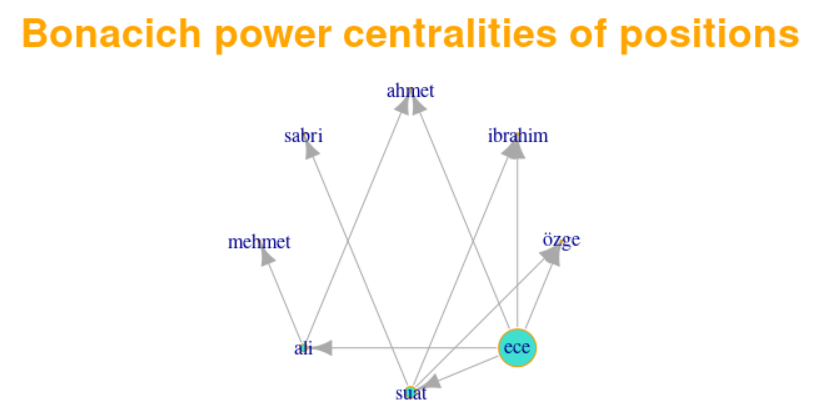 Bonacich power centralities of positions
ahmet
sabri
ibrahim
mehmet
özge
ali
ece
suat